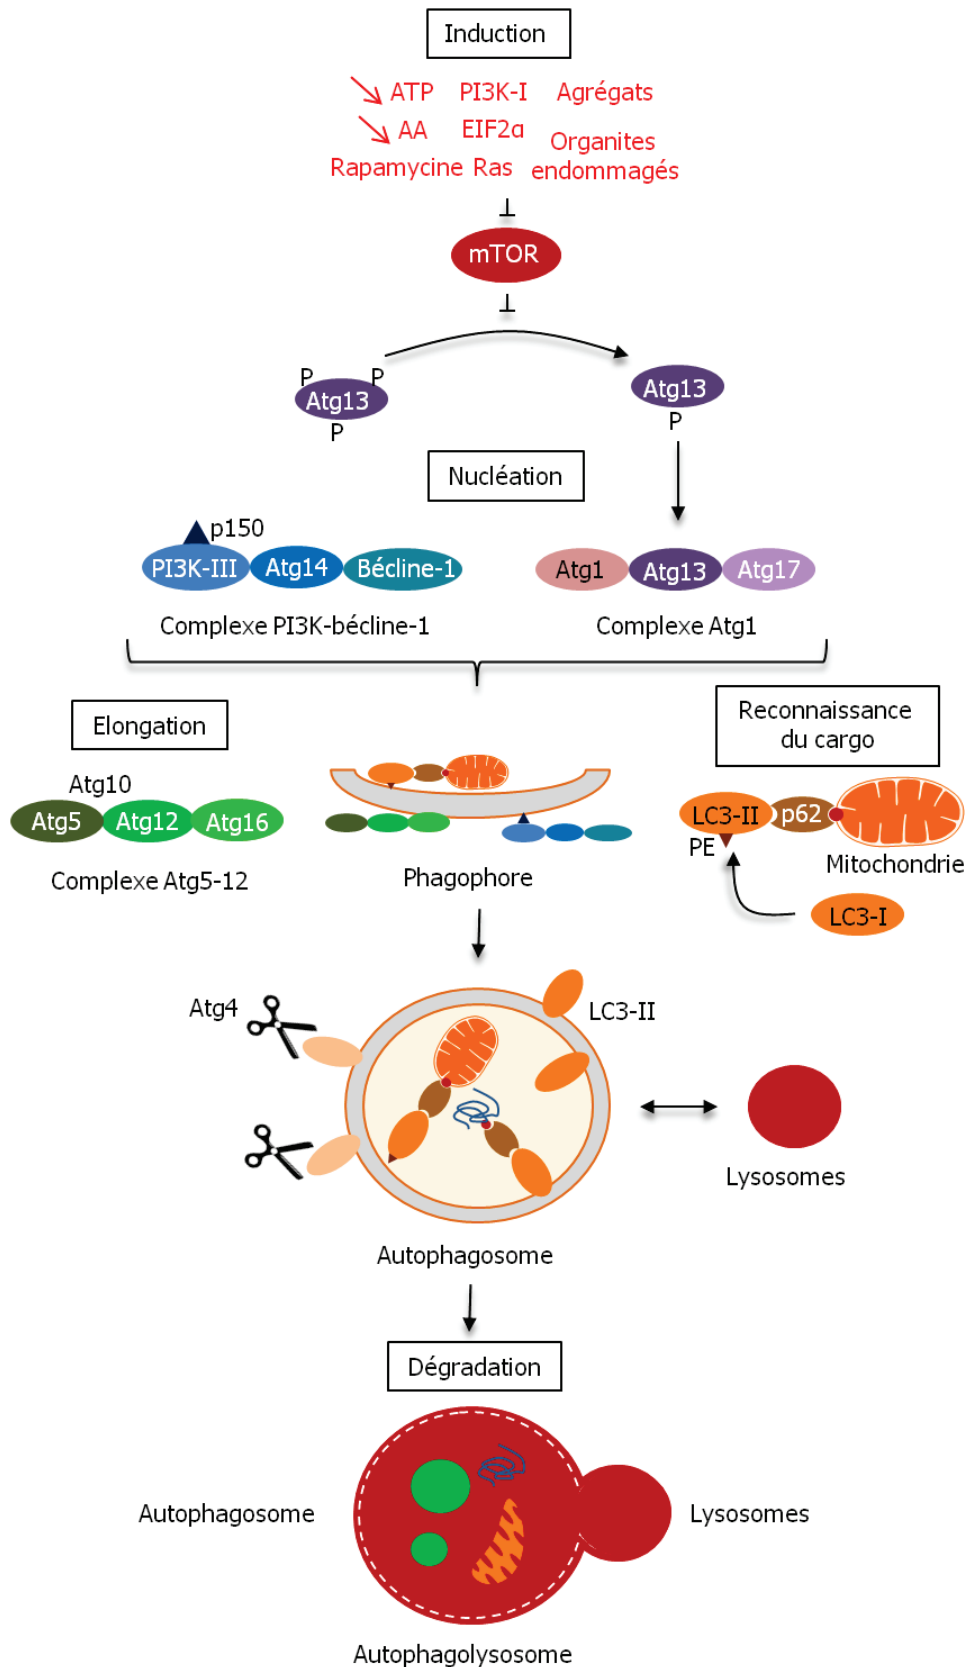 Induction
ATP PI3K-I Agrégats
AA EIF2α Organites
Rapamycine Ras endommagés
mTOR
P P
Atg13
P
Atg13
P
Nucléation
p150
PI3K-III Atg14 Bécline-1
Atg1 Atg13 Atg17
Complexe PI3K-bécline-1
Complexe Atg1
Elongation
Reconnaissance
du cargo
Atg10
Atg5 Atg12 Atg16
Complexe Atg5-12
Phagophore
LC3-II p62
PE
Mitochondrie
LC3-I
Atg4
LC3-II
Lysosomes
Autophagosome
Dégradation
Autophagosome
Lysosomes
Autophagolysosome